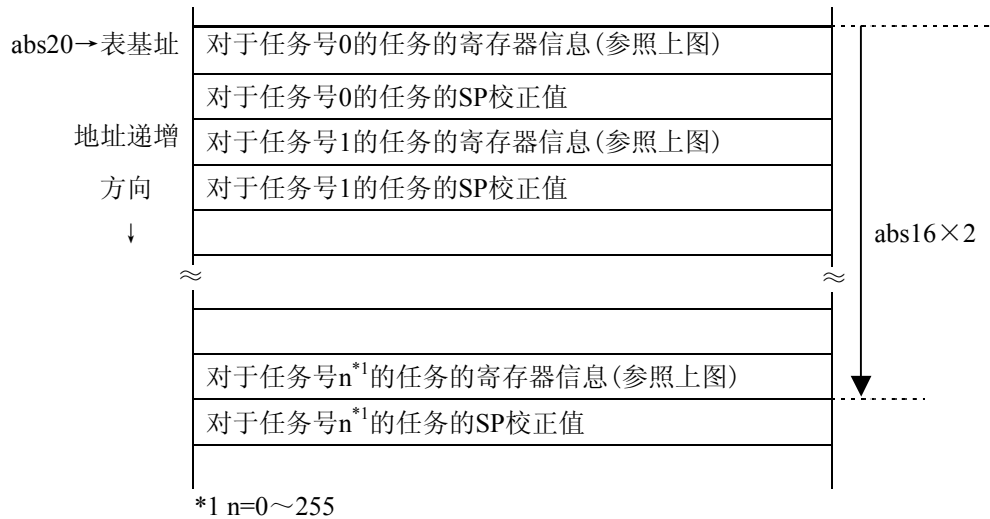 abs20→表基址
对于任务号0的任务的寄存器信息(参照上图)
对于任务号0的任务的SP校正值
地址递增
对于任务号1的任务的寄存器信息(参照上图)
方向
对于任务号1的任务的SP校正值
↓
abs16×2
≈
≈
对于任务号n*1的任务的寄存器信息(参照上图)
对于任务号n*1的任务的SP校正值
*1 n=0～255